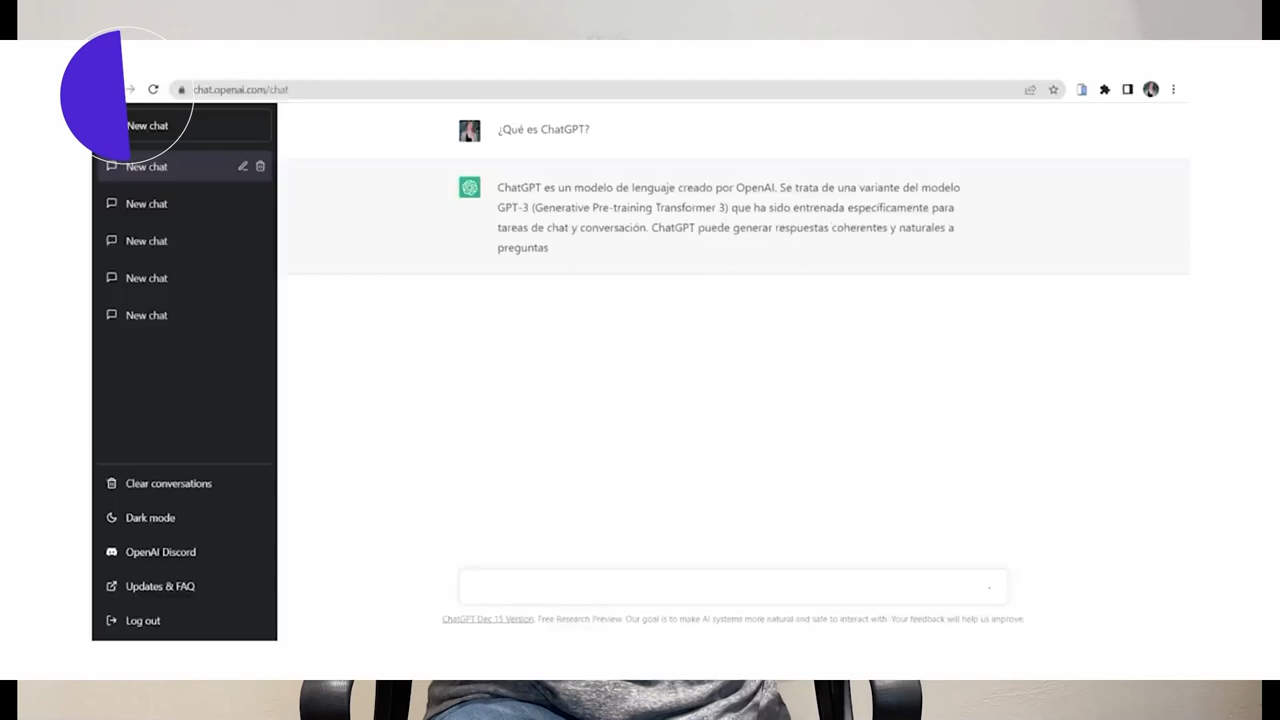 chat.openai.com/chat
New chat
New chat
New chat
New chat
New chat
New chat
Clear conversations
Dark mode
OpenAI Discord
Updates & FAQ
Log out
¿Qué es ChatGPT?
ChatGPT es un modelo de lenguaje creado por OpenAI. Se trata de una variante del modelo
GPT-3 (Generative Pre-training Transformer 3) que ha sido entrenada específicamente para
tareas de chat y conversación. ChatGPT puede generar respuestas coherentes y naturales a
preguntas
ChatGPT Dec 15 Version. Free Research Preview. Our goal is to make AI systems more natural and safe to interact with. Your feedback will help us improve.